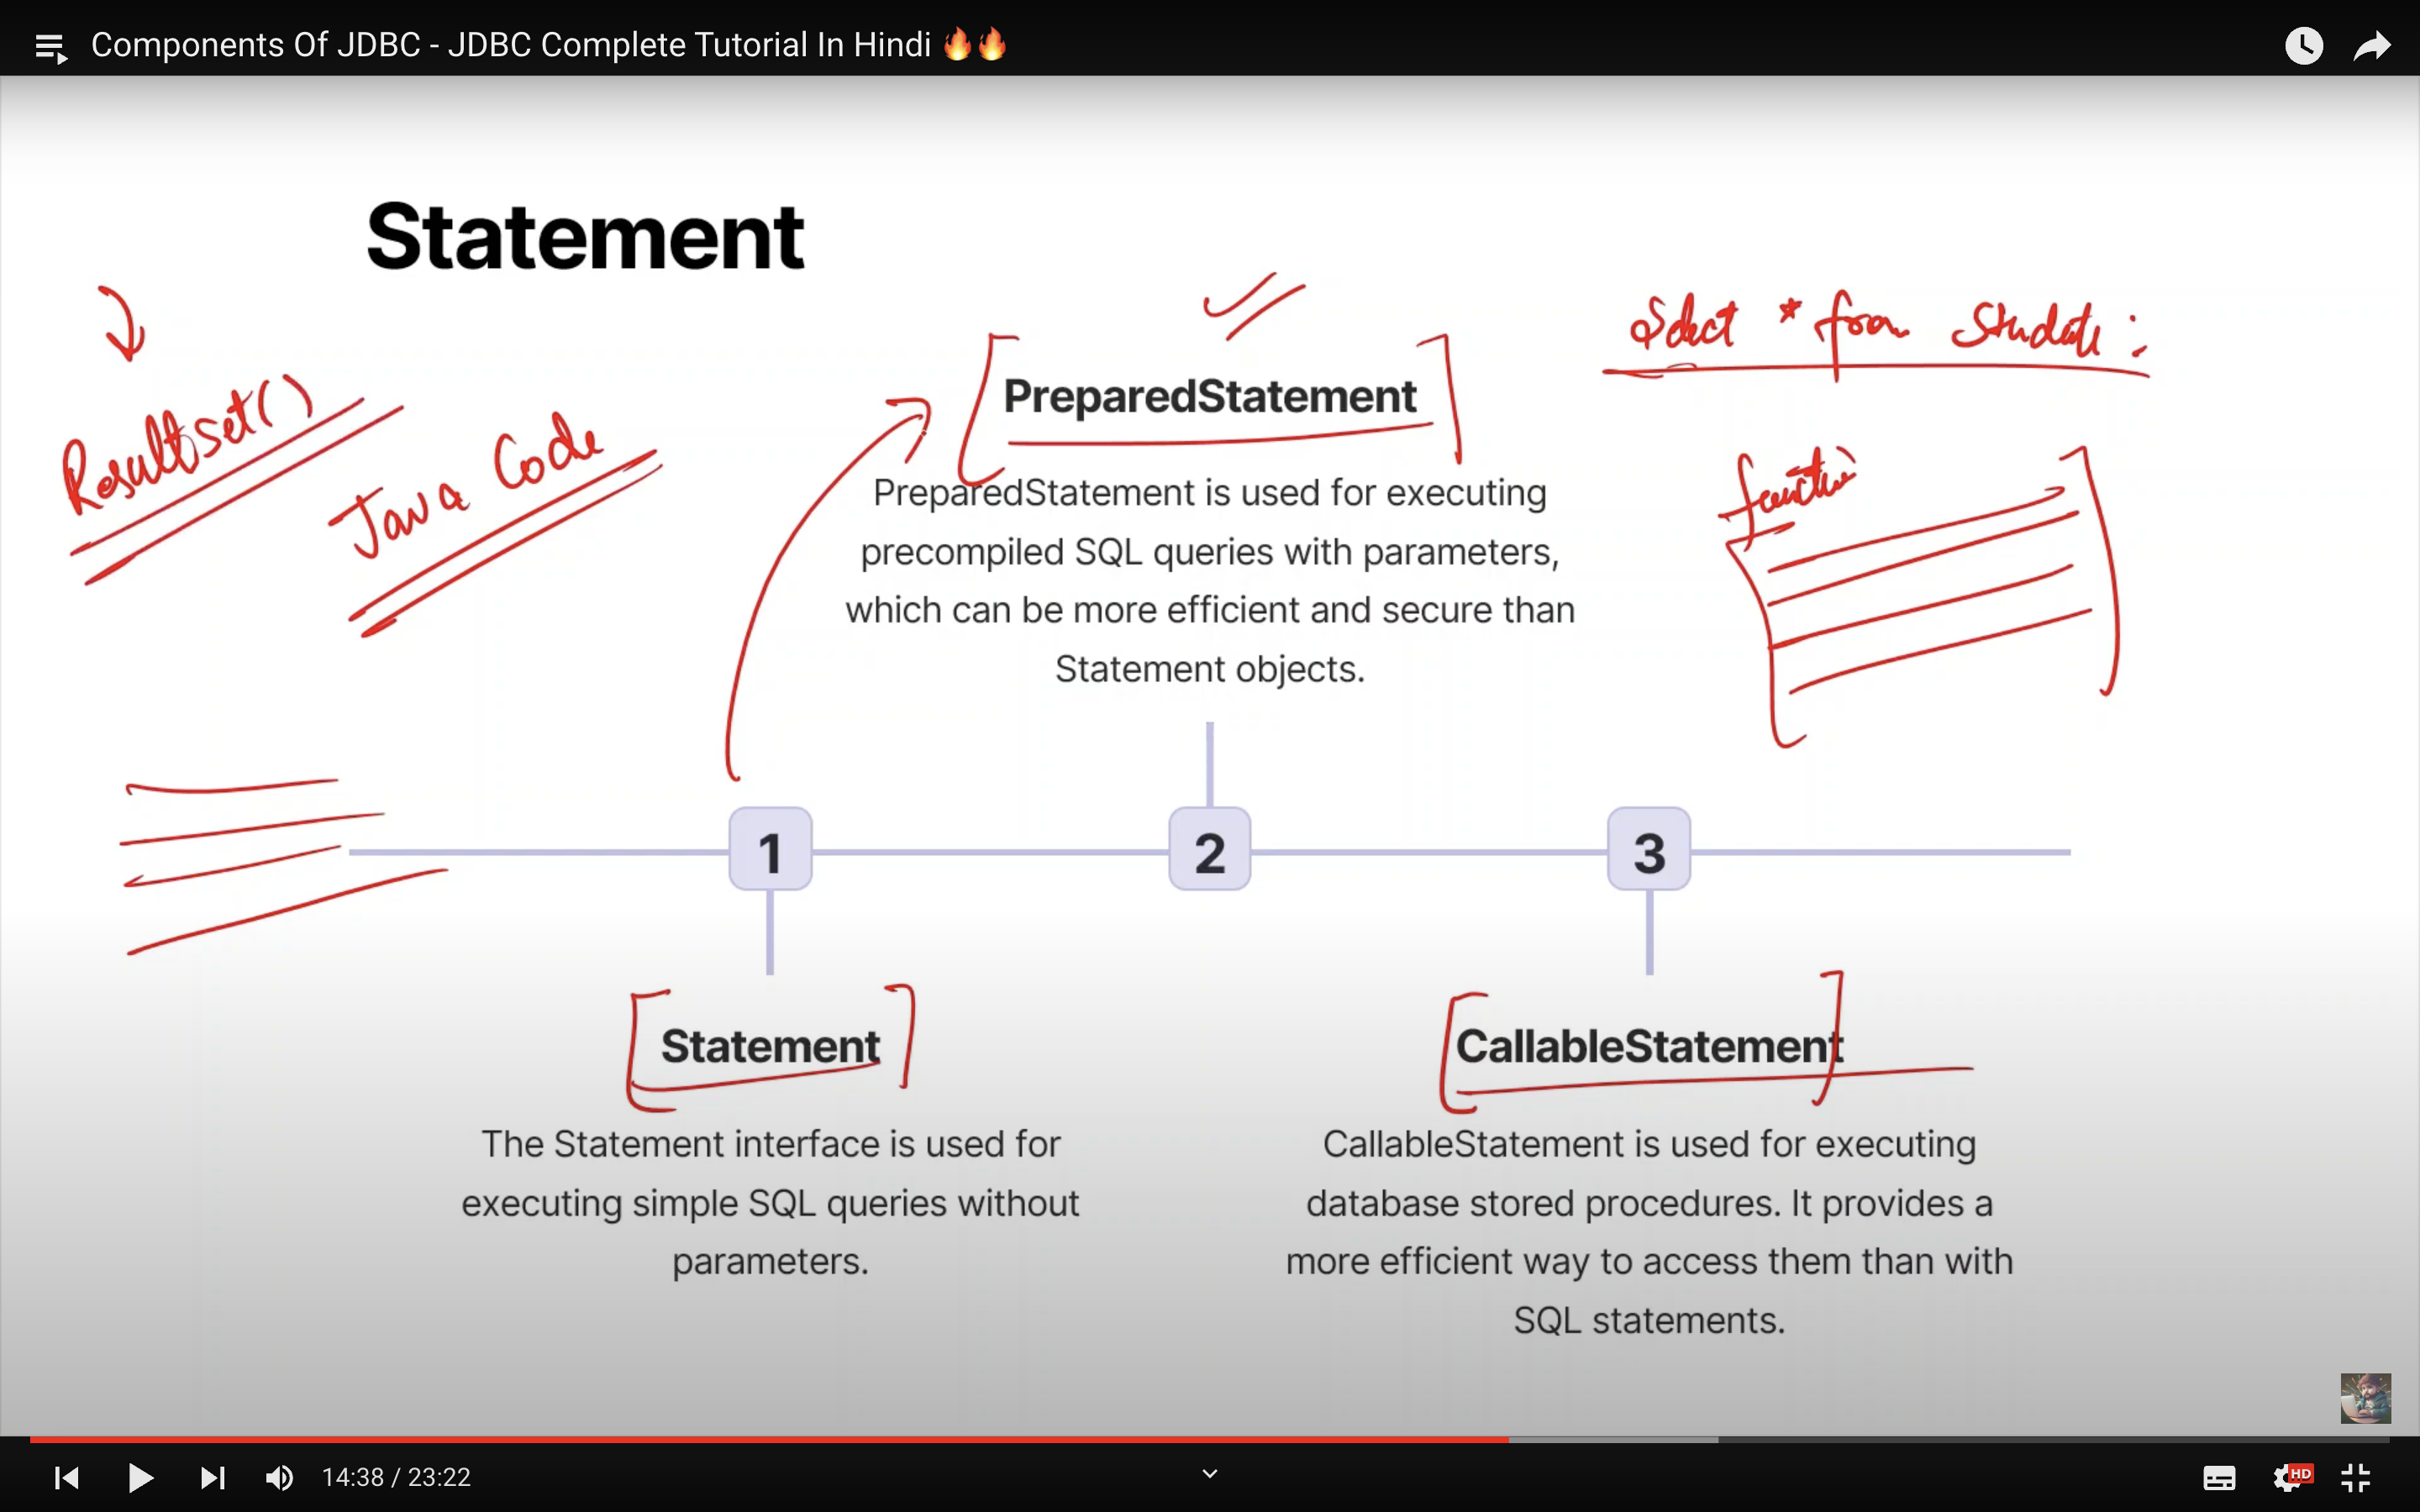 Components Of JDBC - JDBC Complete Tutorial In Hindi 🔥🔥
Statement
Resultset()
Java Code
PreparedStatement
PreparedStatement is used for executing
precompiled SQL queries with parameters,
which can be more efficient and secure than
Statement objects.
Select * from
function
1
2
3
Statement
The Statement interface is used for
executing simple SQL queries without
parameters.
CallableStatement
CallableStatement is used for executing
database stored procedures. It provides a
more efficient way to access them than with
SQL statements.
14:38 / 23:22
HD